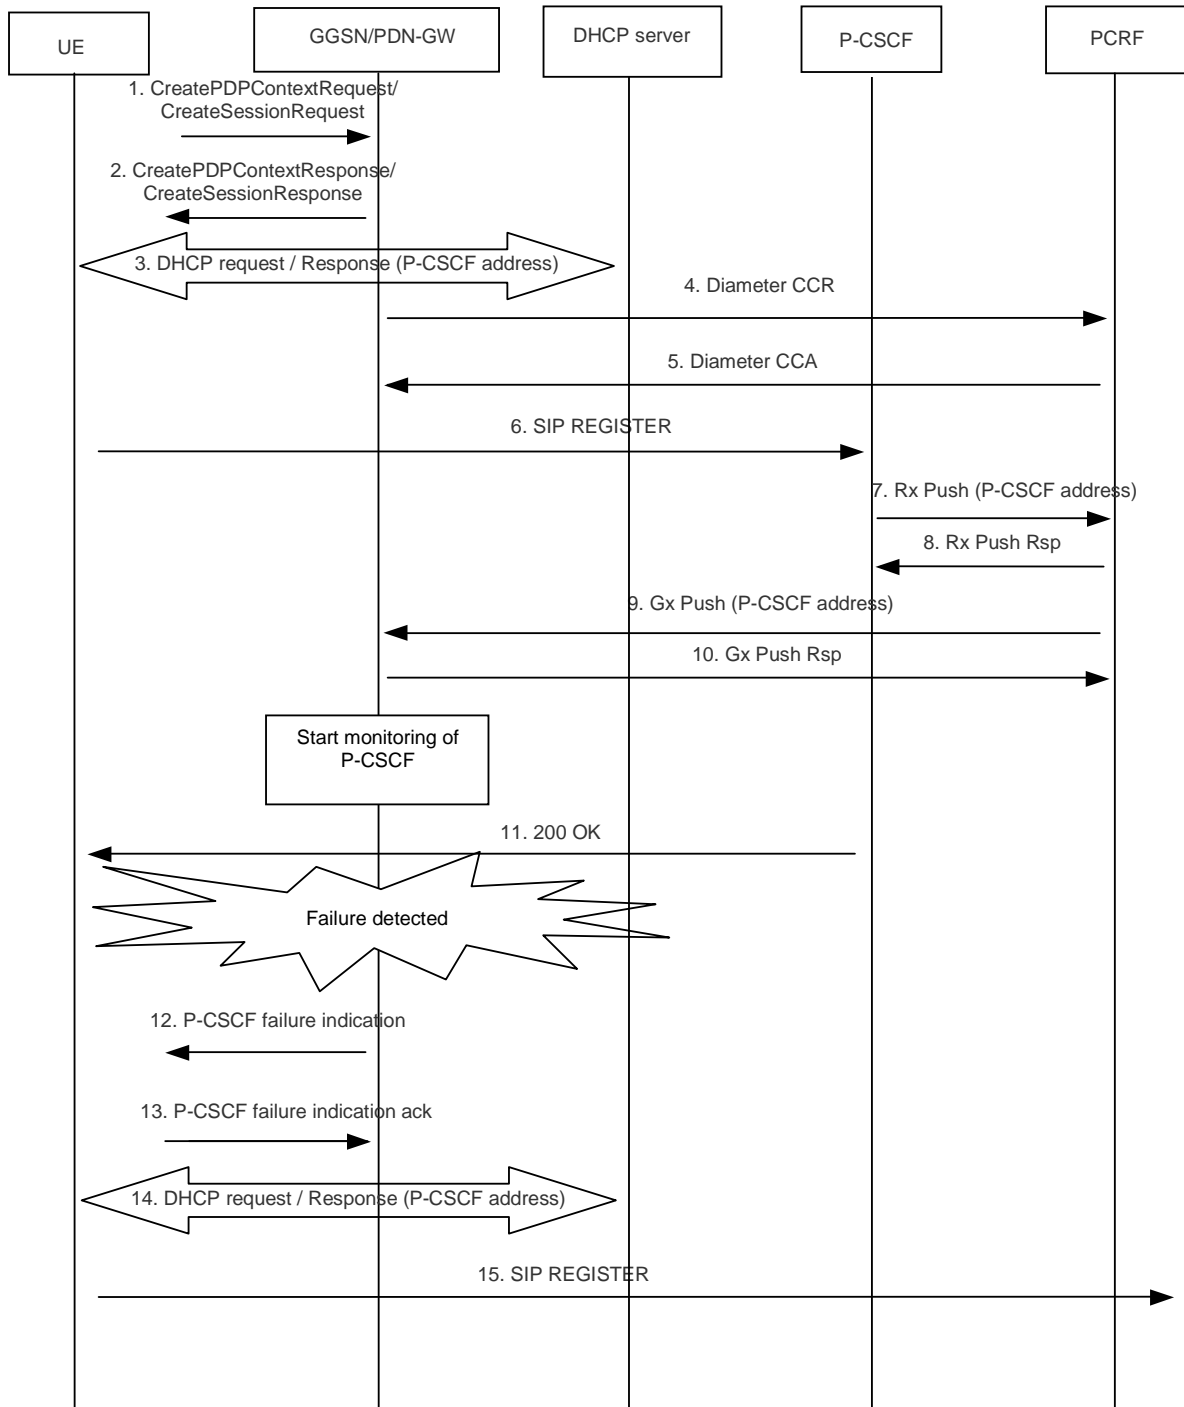 UE
GGSN/PDN-GW
DHCP server
P-CSCF
PCRF
1. CreatePDPContextRequest/
CreateSessionRequest
2. CreatePDPContextResponse/
CreateSessionResponse
3. DHCP request / Response (P-CSCF address)
4. Diameter CCR
5. Diameter CCA
6. SIP REGISTER
7. Rx Push (P-CSCF address)
8. Rx Push Rsp
9. Gx Push (P-CSCF address)
10. Gx Push Rsp
Start monitoring of
P-CSCF
11. 200 OK
Failure detected
12. P-CSCF failure indication
13. P-CSCF failure indication ack
14. DHCP request / Response (P-CSCF address)
15. SIP REGISTER